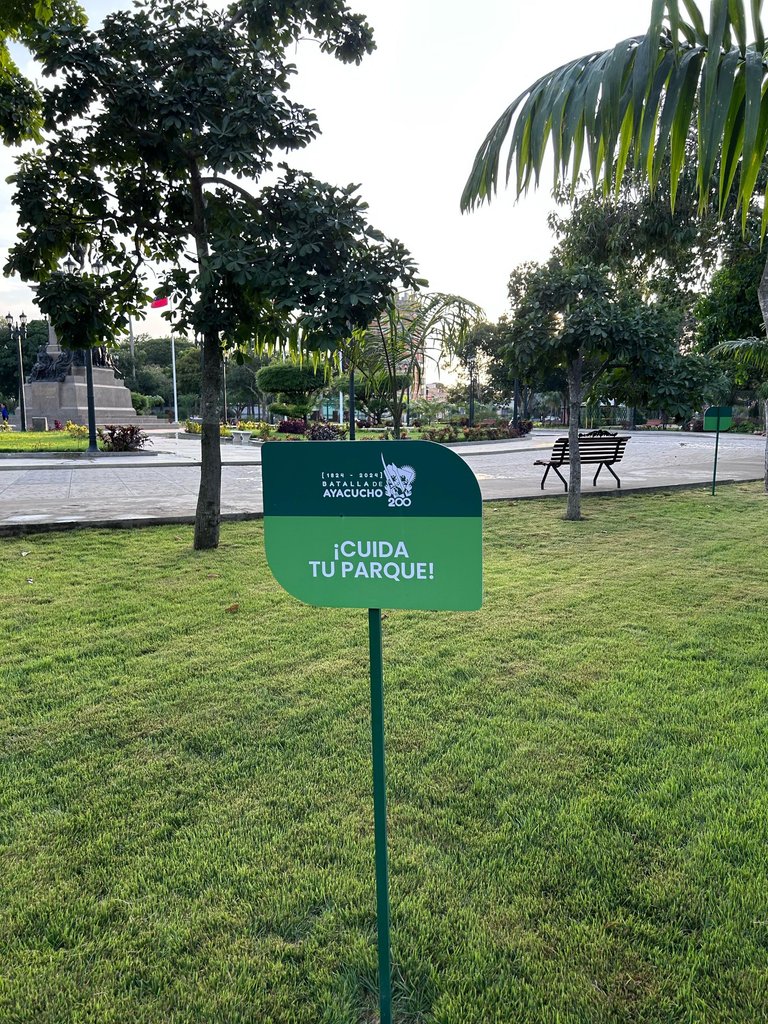 [1824 - 2024]
BATALLA DE
AYACUCHO
200
¡CUIDA
TU PARQUE!